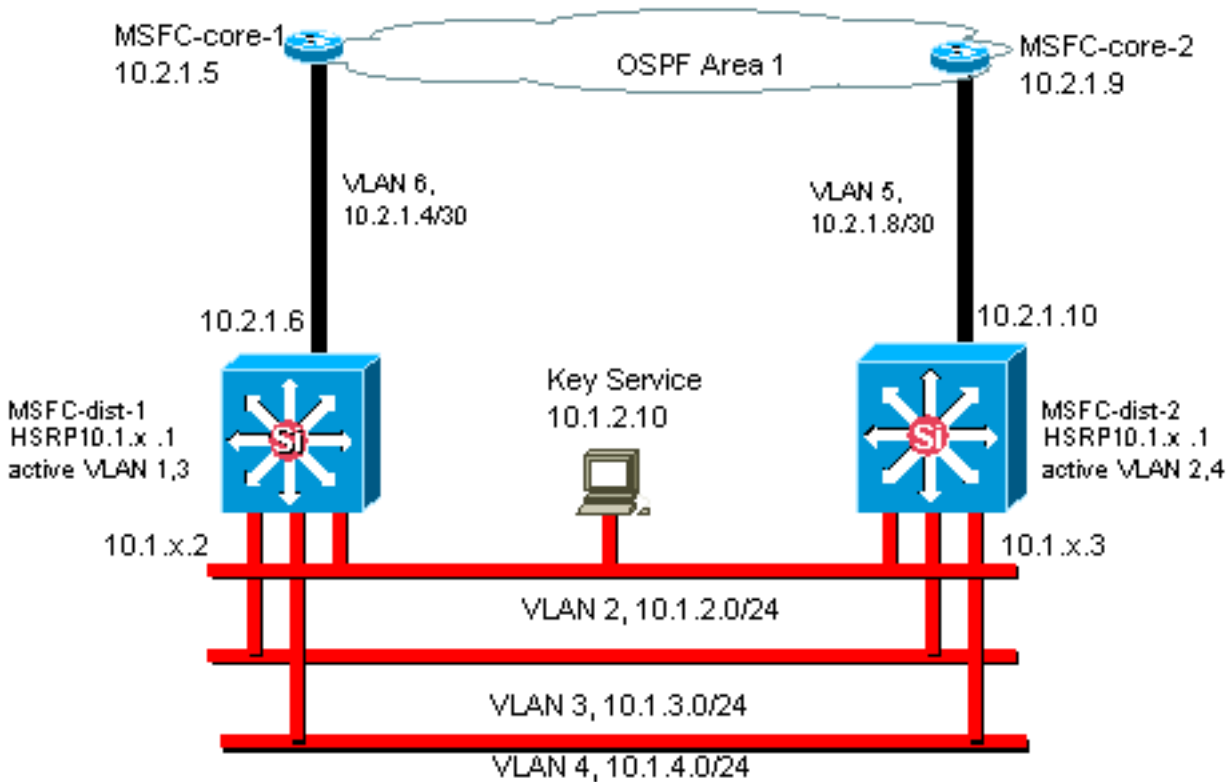 MSFC-core-1
10.2.1.5
OSPF Area 1
MSFC-core-2
10.2.1.9
VLAN 6,
10.2.1.4/30
VLAN 5,
10.2.1.8/30
10.2.1.6
10.2.1.10
Key Service
10.1.2.10
MSFC-dist-1
HSRP10.1.x .1
active VLAN 1,3
Si
Si
MSFC-dist-2
HSRP10.1.x .1
active VLAN 2,4
10.1.x.2
10.1.x.3
VLAN 2, 10.1.2.0/24
VLAN 3, 10.1.3.0/24
VLAN 4, 10.1.4.0/24